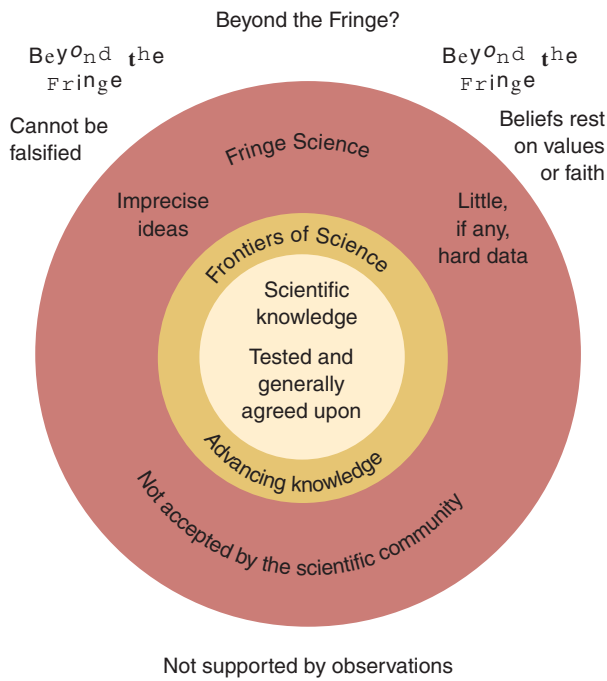 Beyond the Fringe?
Beyond the
Fringe
Beyond the
Fringe
Cannot be
falsified
Beliefs rest
on values
or faith
Fringe Science
Imprecise
ideas
Little,
if any,
hard data
Frontiers of Science
Scientific
knowledge
Tested and
generally
agreed upon
Advancing knowledge
Not accepted by the scientific community
Not supported by observations